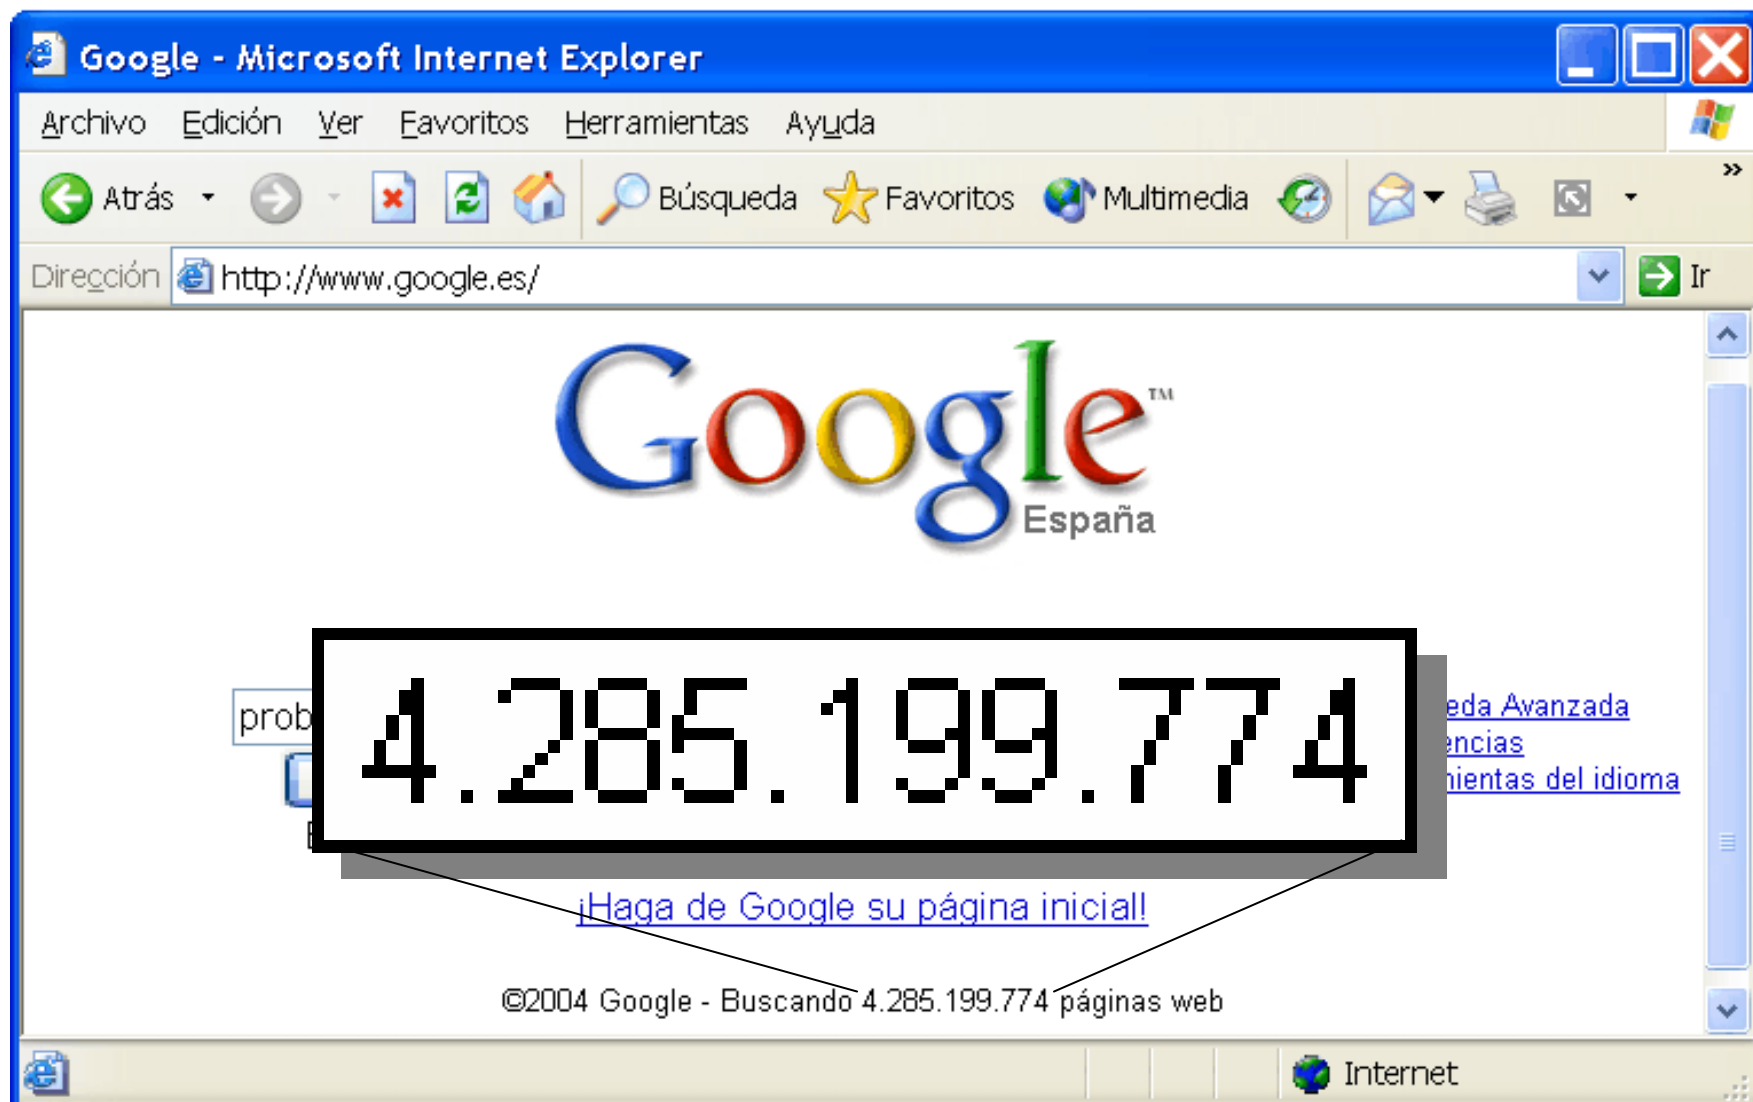 Google - Microsoft Internet Explorer
Archivo Edición Ver Favoritos Herramientas Ayuda
Atrás Búsqueda Favoritos Multimedia »
Dirección http://www.google.es/ Ir
Google™
España
4.285.199.774
prob
eda Avanzada
encias
mientas del idioma
¡Haga de Google su página inicial!
©2004 Google - Buscando 4.285.199.774 páginas web
Internet